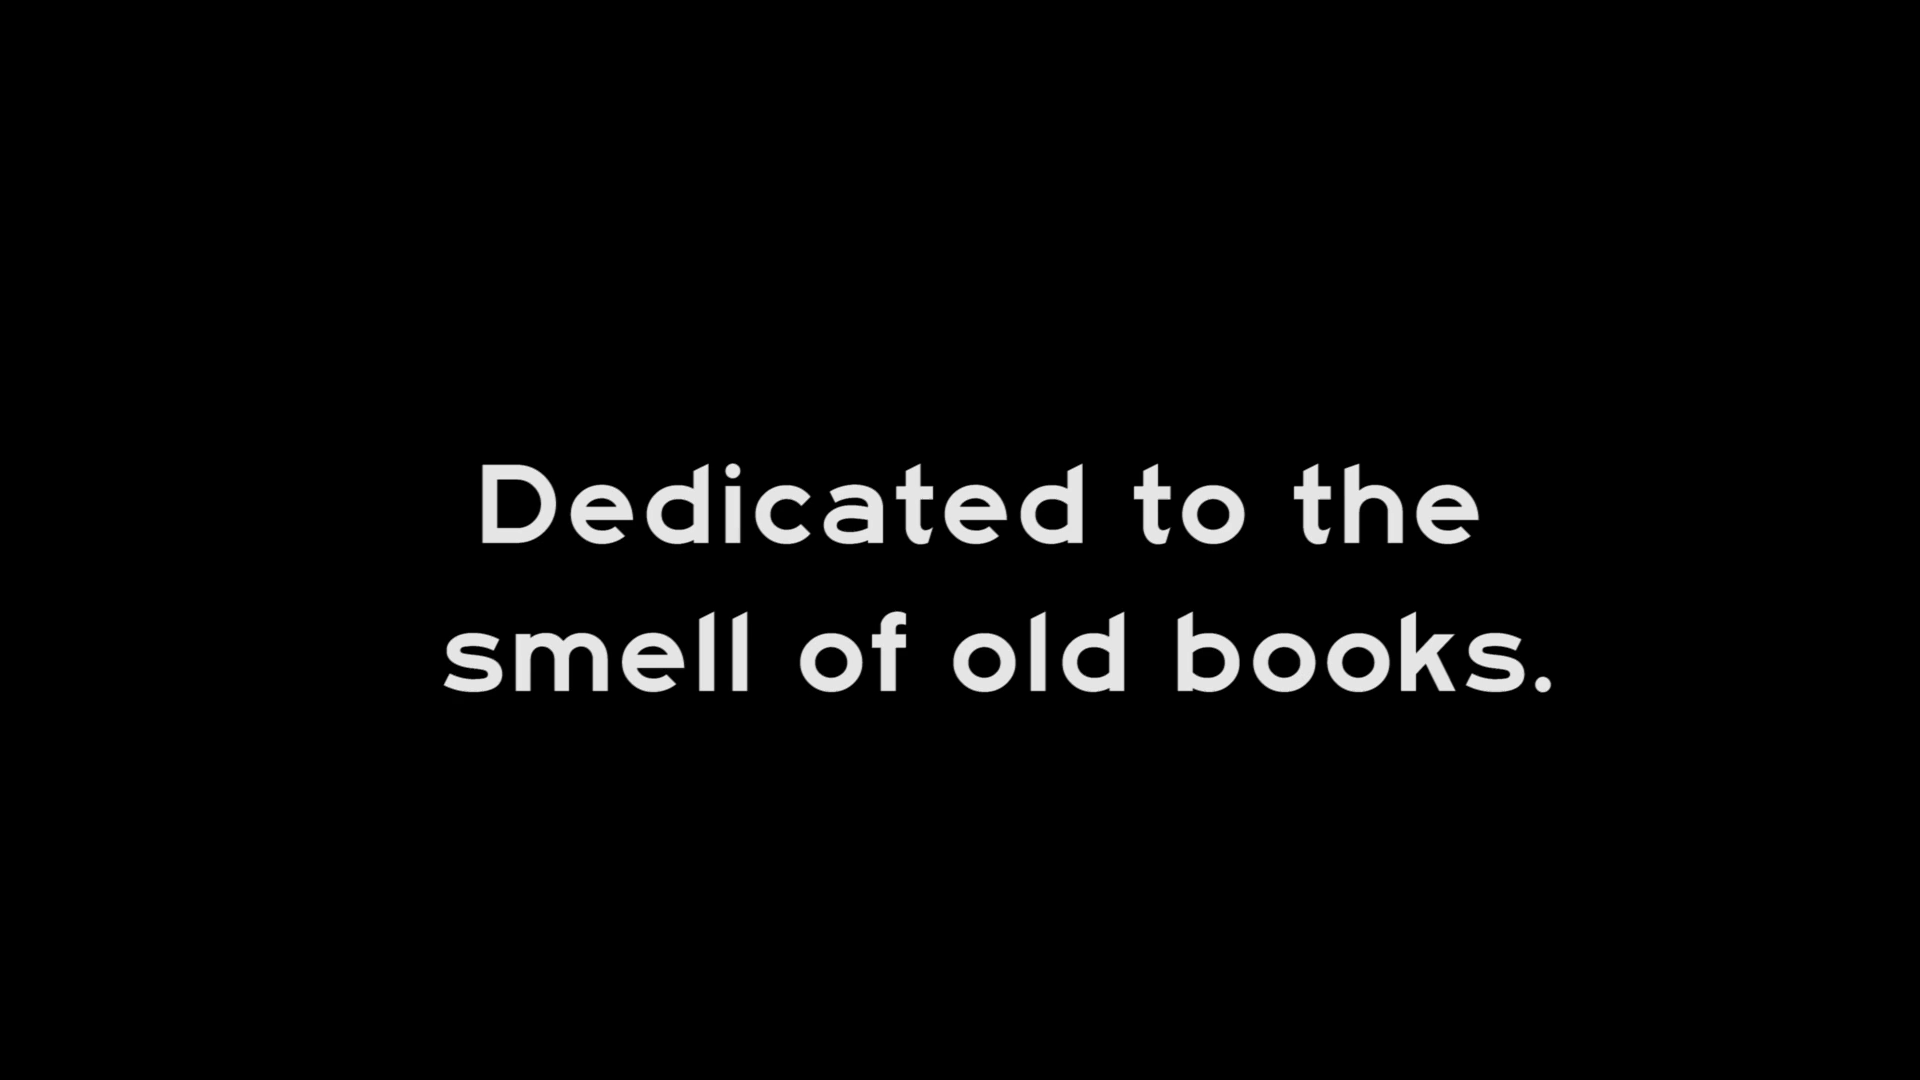 Dedicated to the
smell of old books.